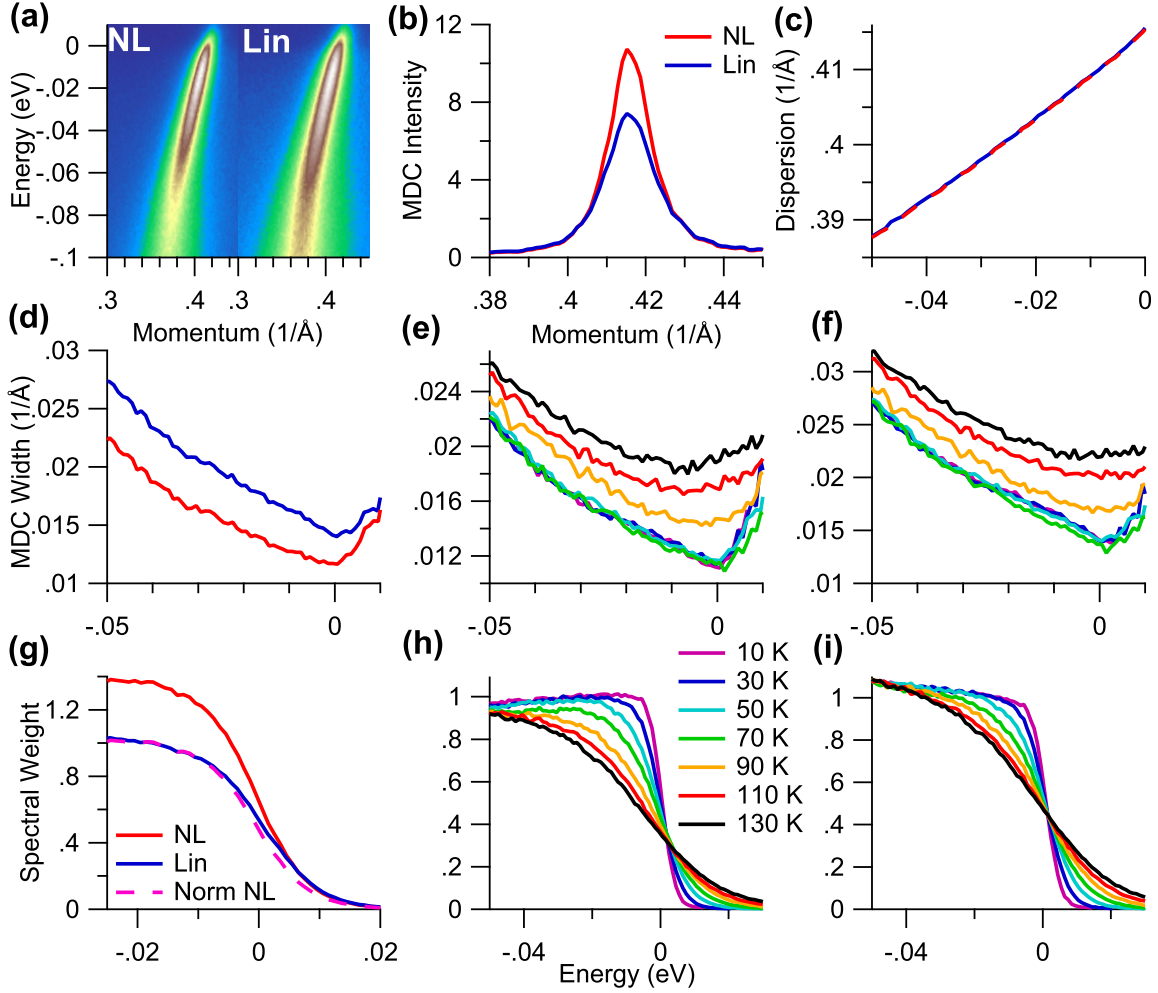 (a)
NL
Lin
0
-.02
-.04
-.06
-.08
-.1
Energy (eV)
.3
.4
.3
.4
Momentum (1/Å)
(b)
NL
Lin
12
8
4
0
MDC Intensity
.38
.4
.42
.44
Momentum (1/Å)
(c)
.41
.4
.39
Dispersion (1/Å)
-.04
-.02
0
(d)
.03
.025
.02
.015
.01
MDC Width (1/Å)
-.05
0
(e)
.024
.02
.016
.012
-.05
0
(f)
.03
.025
.02
.015
.01
-.05
0
(g)
1.2
.8
.4
0
Spectral Weight
NL
Lin
Norm NL
-.02
0
.02
(h)
1
.8
.6
.4
.2
0
10 K
30 K
50 K
70 K
90 K
110 K
130 K
-.04
0
Energy (eV)
(i)
1
.8
.6
.4
.2
0
-.04
0